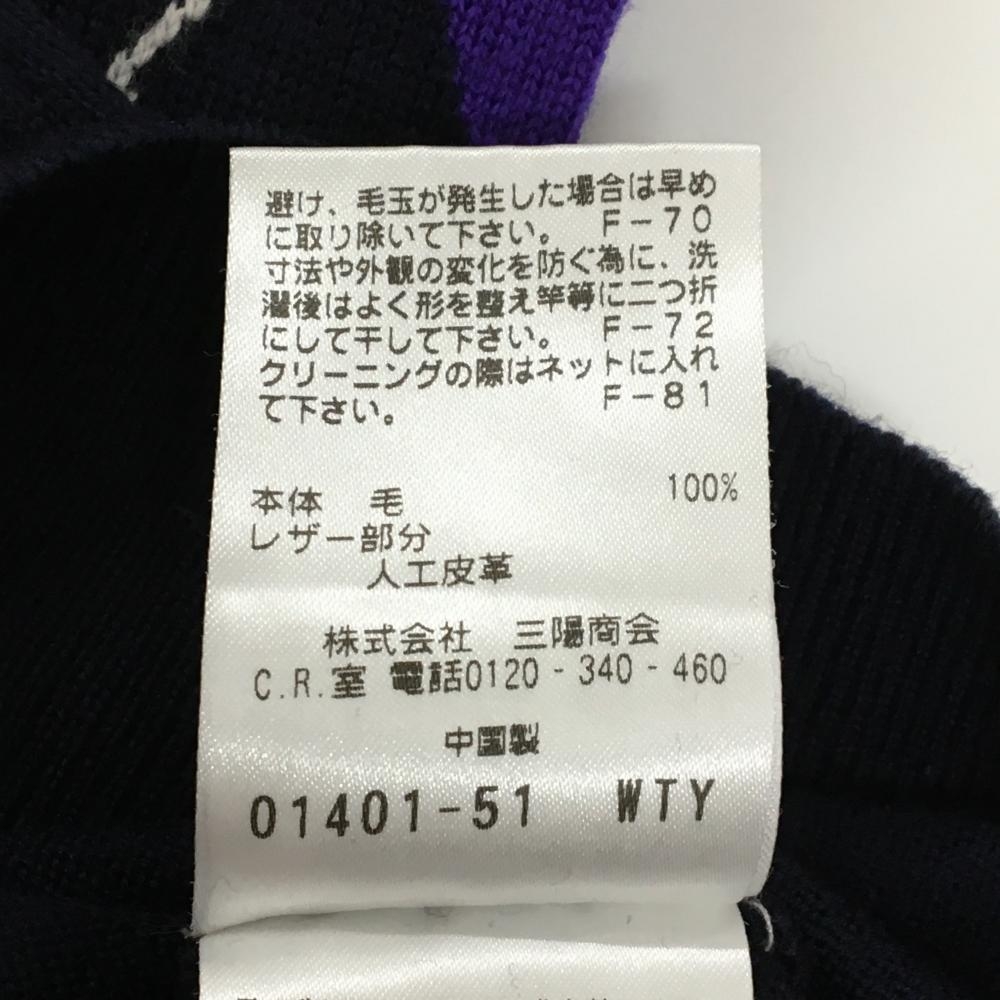 避け、毛玉が発生した場合は早め
に取り除いて下さい。 F-70
寸法や外観の変化を防ぐ為に、洗
濯後はよく形を整え竿等に二つ折
にして干して下さい。 F-72
クリーニングの際はネットに入れ
て下さい。 F-81
本体 毛 100%
レザー部分
人工皮革
株式会社 三陽商会
C.R.室 電話0120-340-460
中国製
01401-51 WTY